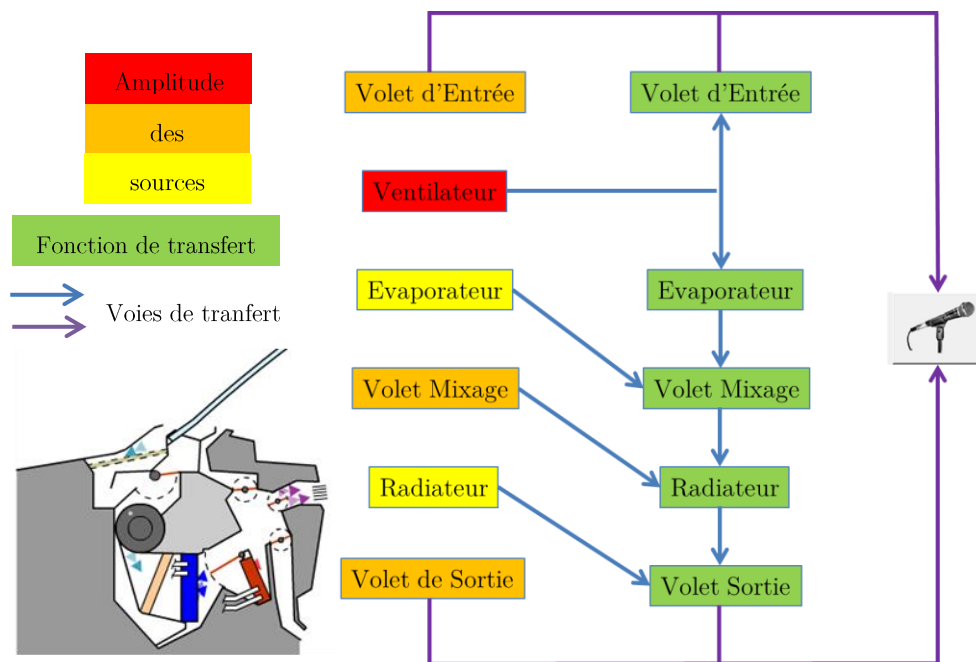 Amplitude
des
sources
Fonction de transfert
Voies de tranfert
Volet d'Entrée
Volet d'Entrée
Ventilateur
Evaporateur
Evaporateur
Volet Mixage
Volet Mixage
Radiateur
Radiateur
Volet de Sortie
Volet Sortie